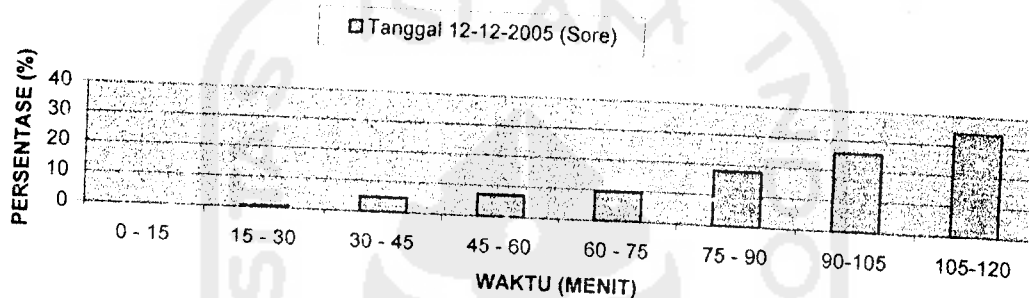 Tanggal 12-12-2005 (Sore)
PERSENTASE (%)
40
30
20
10
0
0 - 15
15 - 30
30 - 45
45 - 60
60 - 75
75 - 90
90-105
105-120
WAKTU (MENIT)